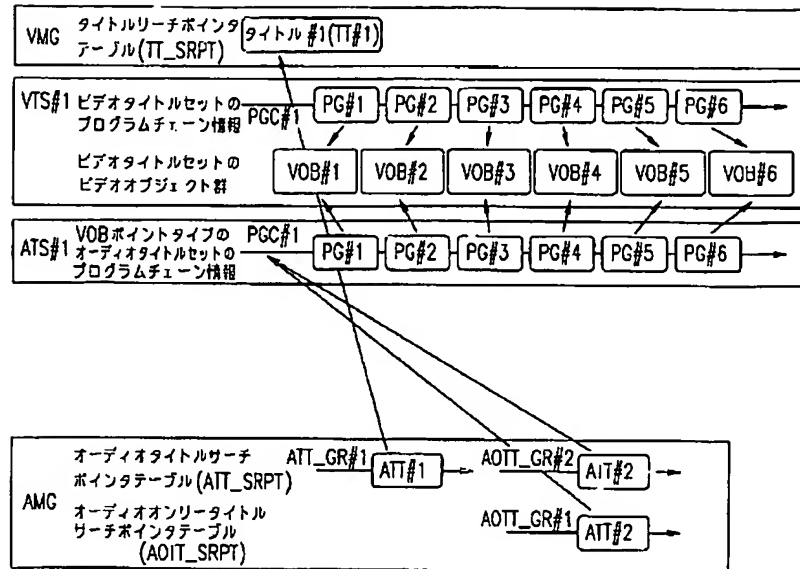 VMG タイトルリーチポインタ
テーブル(TT_SRPT)
タイトル #1(TT#1)
VTS#1 ビデオタイトルセットの
プログラムチェーン情報
PGC#1 PG#1 PG#2 PG#3 PG#4 PG#5 PG#6
ビデオタイトルセットの
ビデオオブジェクト群
VOB#1 VOB#2 VOB#3 VOB#4 VOB#5 VOB#6
ATS#1 VOBポイントタイプの
オーディオタイトルセットの
プログラムチェーン情報
PGC#1 PG#1 PG#2 PG#3 PG#4 PG#5 PG#6
AMG
オーディオタイトルサーチ
ポインタテーブル(ATT_SRPT)
ATT_GR#1 ATT#1 AOTT_GR#2 AIT#2
オーディオオンリータイトル
サーチポインタテーブル
(AOIT_SRPT)
AOTT_GR#1 ATT#2